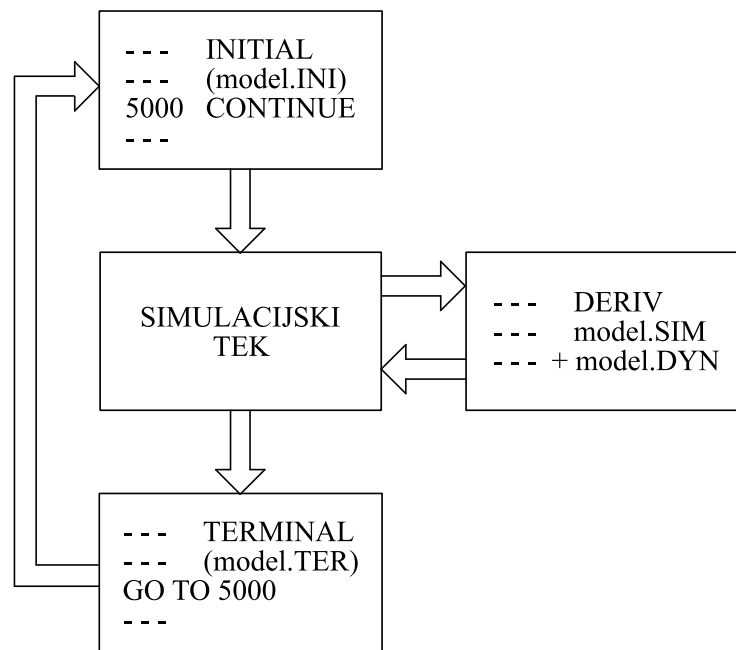 --- INITIAL
--- (model.INI)
5000 CONTINUE
---
SIMULACIJSKI
TEK
--- DERIV
--- model.SIM
--- + model.DYN
--- TERMINAL
--- (model.TER)
GO TO 5000
---